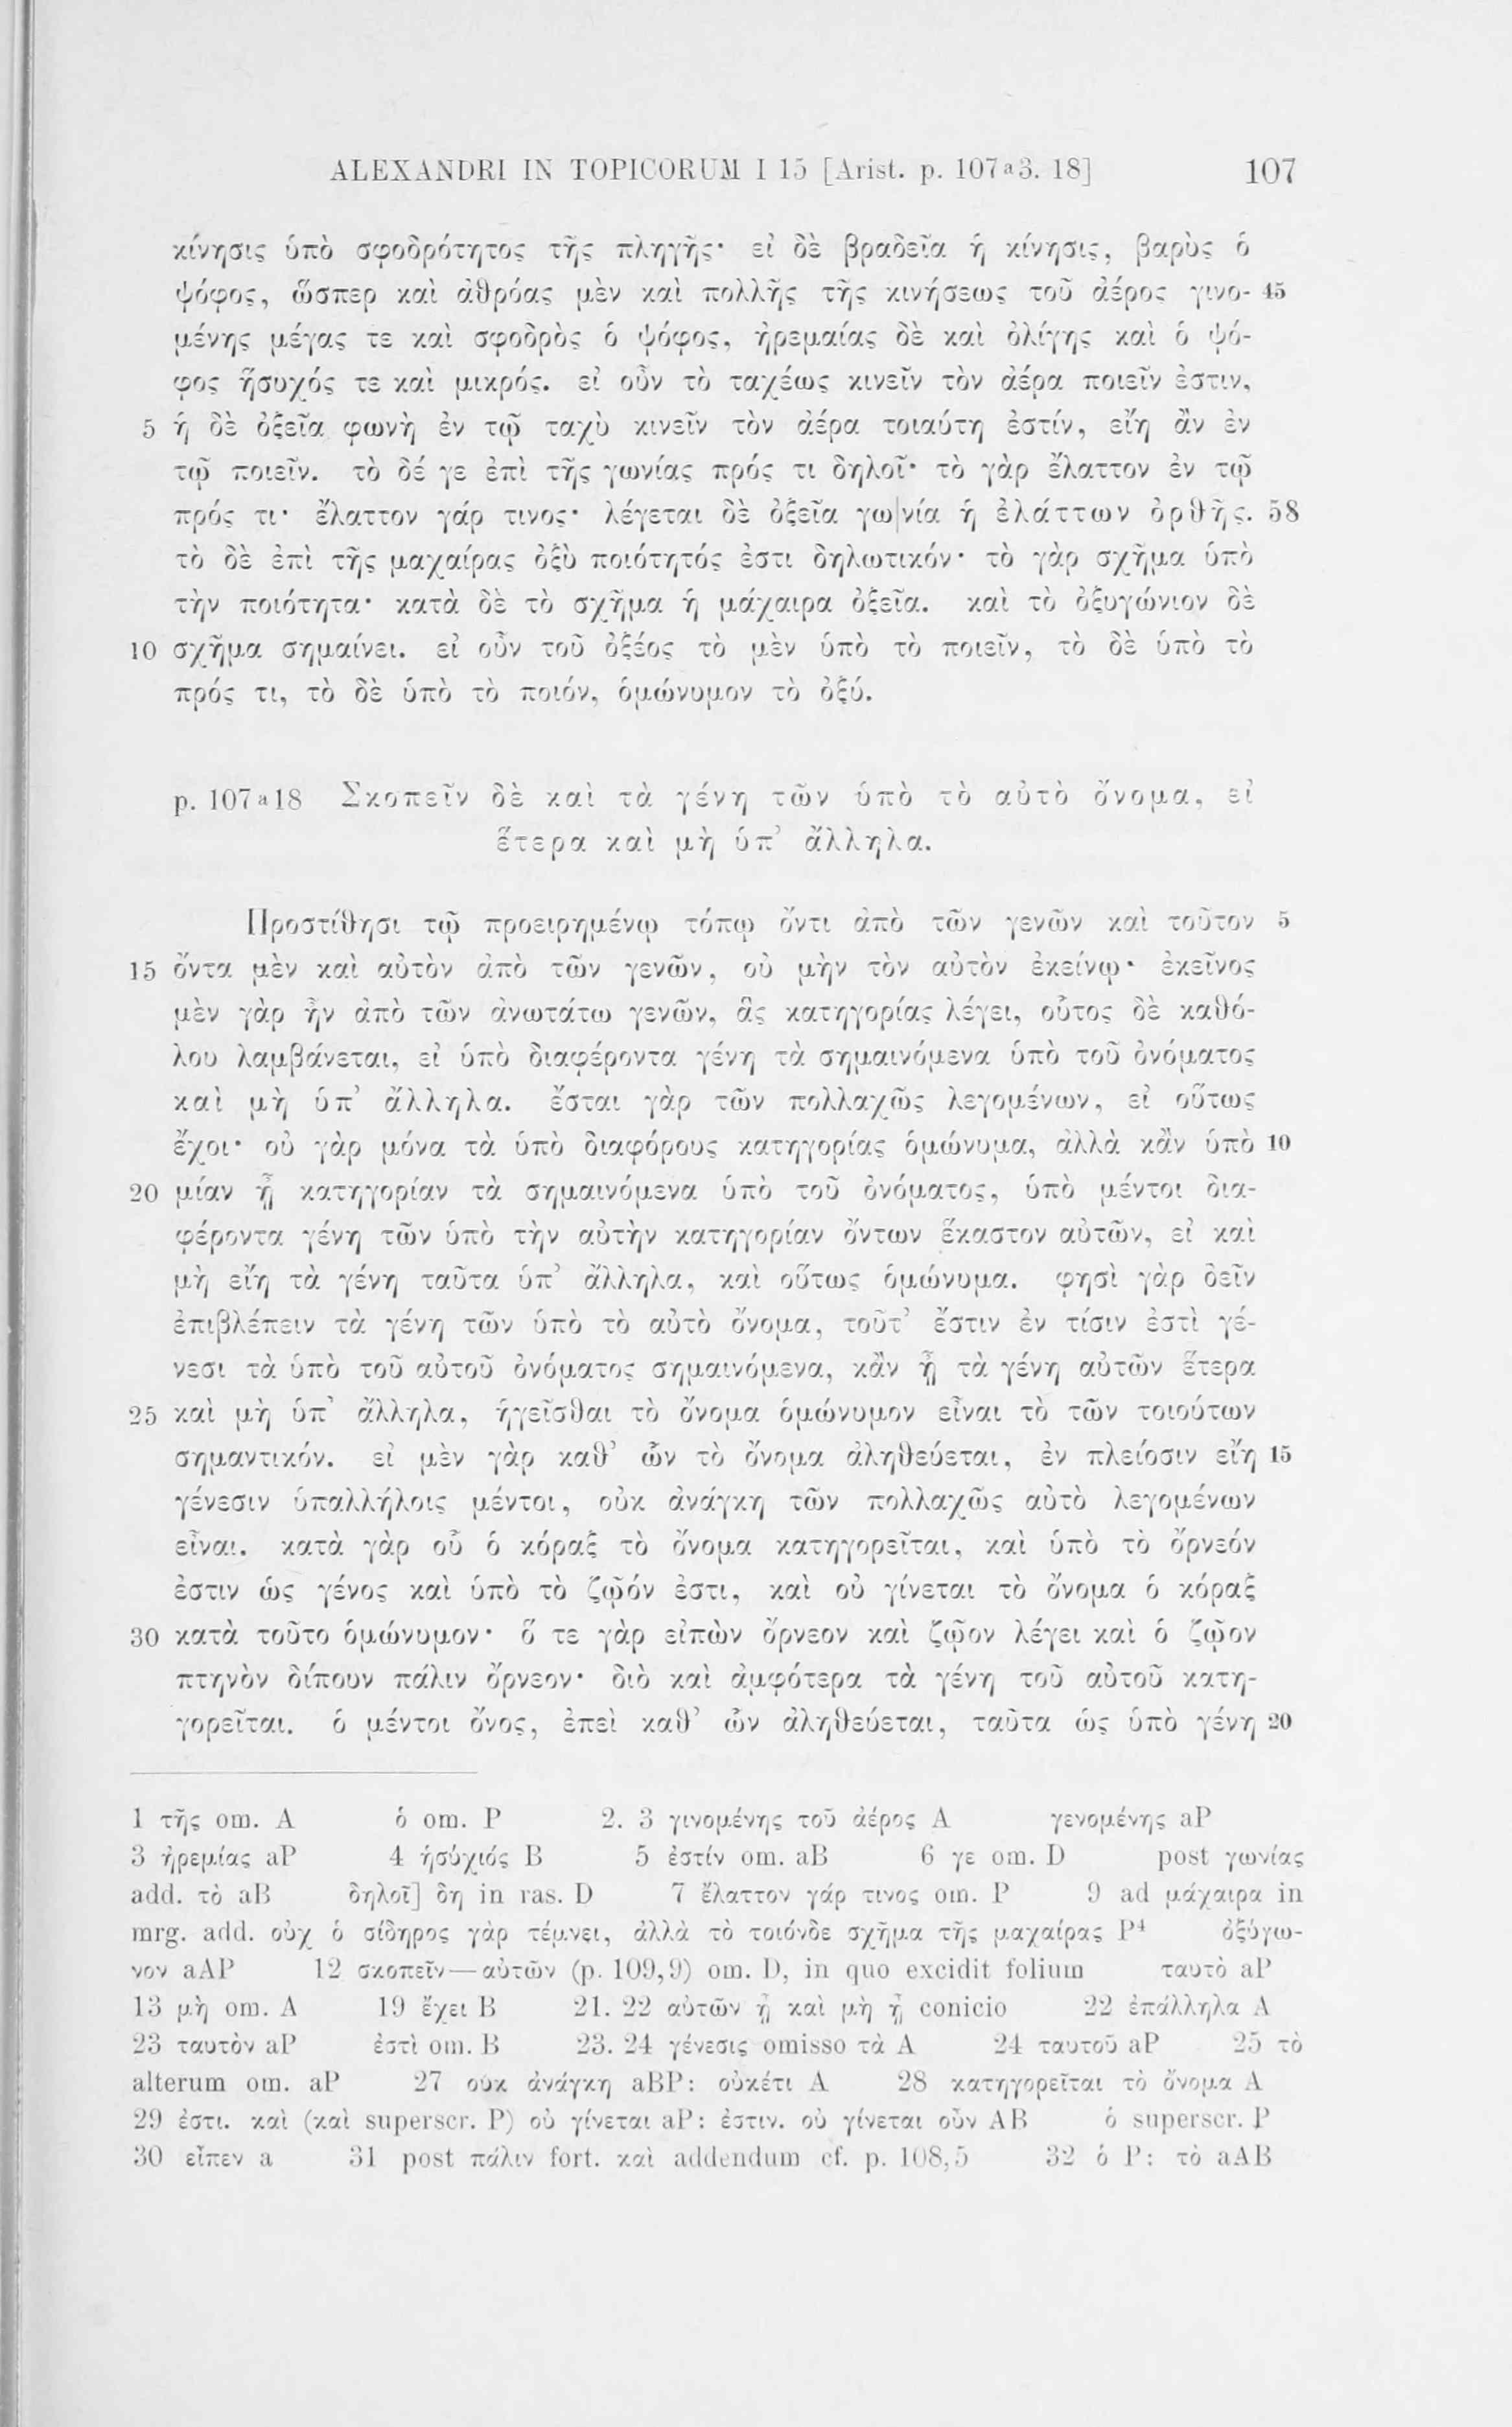 ALEXANDRI IN TOPICORUM I 15 [Arist. p. 107ª3. 18] 107
κίνησις ὑπὸ σφοδρότητος τῆς πληγῆς· εἰ δὲ βραδεῖα ἡ κίνησις, βαρὺς ὁ
ψόφος, ὥσπερ καὶ ἀθρόας μὲν καὶ πολλῆς τῆς κινήσεως τοῦ ἀέρος γινο- 45
μένης μέγας τε καὶ σφοδρὸς ὁ ψόφος, ἠρεμαίας δὲ καὶ ὀλίγης καὶ ὁ ψό-
φος ἥσυχός τε καὶ μικρός. εἰ οὖν τὸ ταχέως κινεῖν τὸν ἀέρα ποιεῖν ἐστιν,
5 ἡ δὲ ὀξεῖα φωνὴ ἐν τῷ ταχὺ κινεῖν τὸν ἀέρα τοιαύτη ἐστίν, εἴη ἂν ἐν
τῷ ποιεῖν. τὸ δέ γε ἐπὶ τῆς γωνίας πρός τι δηλοῖ· τὸ γὰρ ἔλαττον ἐν τῷ
πρός τι· ἔλαττον γάρ τινος· λέγεται δὲ ὀξεῖα γω|νία ἡ ἐλάττων ὀρθῆς. 58
τὸ δὲ ἐπὶ τῆς μαχαίρας ὀξὺ ποιότητός ἐστι δηλωτικόν· τὸ γὰρ σχῆμα ὑπὸ
τὴν ποιότητα· κατὰ δὲ τὸ σχῆμα ἡ μάχαιρα ὀξεῖα. καὶ τὸ ὀξυγώνιον δὲ
10 σχῆμα σημαίνει. εἰ οὖν τοῦ ὀξέος τὸ μὲν ὑπὸ τὸ ποιεῖν, τὸ δὲ ὑπὸ τὸ
πρός τι, τὸ δὲ ὑπὸ τὸ ποιόν, ὁμώνυμον τὸ ὀξύ.
p. 107ª18 Σκοπεῖν δὲ καὶ τὰ γένη τῶν ὑπὸ τὸ αὐτὸ ὄνομα, εἰ
ἕτερα καὶ μὴ ὑπ’ ἄλληλα.
Προστίθησι τῷ προειρημένῳ τόπῳ ὄντι ἀπὸ τῶν γενῶν καὶ τοῦτον 5
15 ὄντα μὲν καὶ αὐτὸν ἀπὸ τῶν γενῶν, οὐ μὴν τὸν αὐτὸν ἐκείνῳ· ἐκεῖνος
μὲν γὰρ ἦν ἀπὸ τῶν ἀνωτάτω γενῶν, ἃς κατηγορίας λέγει, οὗτος δὲ καθό-
λου λαμβάνεται, εἰ ὑπὸ διαφέροντα γένη τὰ σημαινόμενα ὑπὸ τοῦ ὀνόματος
καὶ μὴ ὑπ’ ἄλληλα. ἔσται γὰρ τῶν πολλαχῶς λεγομένων, εἰ οὕτως
ἔχοι· οὐ γὰρ μόνα τὰ ὑπὸ διαφόρους κατηγορίας ὁμώνυμα, ἀλλὰ κἂν ὑπὸ 10
20 μίαν ᾖ κατηγορίαν τὰ σημαινόμενα ὑπὸ τοῦ ὀνόματος, ὑπὸ μέντοι δια-
φέροντα γένη τῶν ὑπὸ τὴν αὐτὴν κατηγορίαν ὄντων ἕκαστον αὐτῶν, εἰ καὶ
μὴ εἴη τὰ γένη ταῦτα ὑπ’ ἄλληλα, καὶ οὕτως ὁμώνυμα. φησὶ γὰρ δεῖν
ἐπιβλέπειν τὰ γένη τῶν ὑπὸ τὸ αὐτὸ ὄνομα, τοῦτ’ ἔστιν ἐν τίσιν ἐστὶ γέ-
νεσι τὰ ὑπὸ τοῦ αὐτοῦ ὀνόματος σημαινόμενα, κἂν ᾖ τὰ γένη αὐτῶν ἕτερα
25 καὶ μὴ ὑπ’ ἄλληλα, ἡγεῖσθαι τὸ ὄνομα ὁμώνυμον εἶναι τὸ τῶν τοιούτων
σημαντικόν. εἰ μὲν γὰρ καθ’ ὧν τὸ ὄνομα ἀληθεύεται, ἐν πλείοσιν εἴη 15
γένεσιν ὑπαλλήλοις μέντοι, οὐκ ἀνάγκη τῶν πολλαχῶς αὐτὸ λεγομένων
εἶναι. κατὰ γὰρ οὗ ὁ κόραξ τὸ ὄνομα κατηγορεῖται, καὶ ὑπὸ τὸ ὄρνεόν
ἐστιν ὡς γένος καὶ ὑπὸ τὸ ζῷόν ἐστι, καὶ οὐ γίνεται τὸ ὄνομα ὁ κόραξ
30 κατὰ τοῦτο ὁμώνυμον· ὅ τε γὰρ εἰπὼν ὄρνεον καὶ ζῷον λέγει καὶ ὁ ζῷον
πτηνὸν δίπουν πάλιν ὄρνεον· διὸ καὶ ἀμφότερα τὰ γένη τοῦ αὐτοῦ κατη-
γορεῖται. ὁ μέντοι ὄνος, ἐπεὶ καθ’ ὧν ἀληθεύεται, ταῦτα ὡς ὑπὸ γένη 20
1 τῆς om. A ὁ om. P 2. 3 γινομένης τοῦ ἀέρος A γενομένης aP
3 ἠρεμίας aP 4 ἡσύχιός B 5 ἐστίν om. aB 6 γε om. D post γωνίας
add. τὸ aB δηλοῖ] δη in ras. D 7 ἔλαττον γάρ τινος om. P 9 ad μάχαιρα in
mrg. add. οὐχ ὁ σίδηρος γὰρ τέμνει, ἀλλὰ τὸ τοιόνδε σχῆμα τῆς μαχαίρας P⁴ ὀξύγω-
νον aAP 12 σκοπεῖν—αὐτῶν (p. 109,9) om. D, in quo excidit folium ταυτὸ aP
13 μὴ om. A 19 ἔχει B 21. 22 αὐτῶν ᾖ καὶ μὴ ᾖ conicio 22 ἐπάλληλα A
23 ταυτὸν aP ἐστὶ om. B 23. 24 γένεσις omisso τὰ A 24 ταυτοῦ aP 25 τὸ
alterum om. aP 27 οὐκ ἀνάγκη aBP: οὐκέτι A 28 κατηγορεῖται τὸ ὄνομα A
29 ἐστι. καὶ (καὶ superscr. P) οὐ γίνεται aP: ἐστιν. οὐ γίνεται οὖν AB ὁ superscr. P
30 εἶπεν a 31 post πάλιν fort. καὶ addendum cf. p. 108,5 32 ὁ P: τὸ aAB